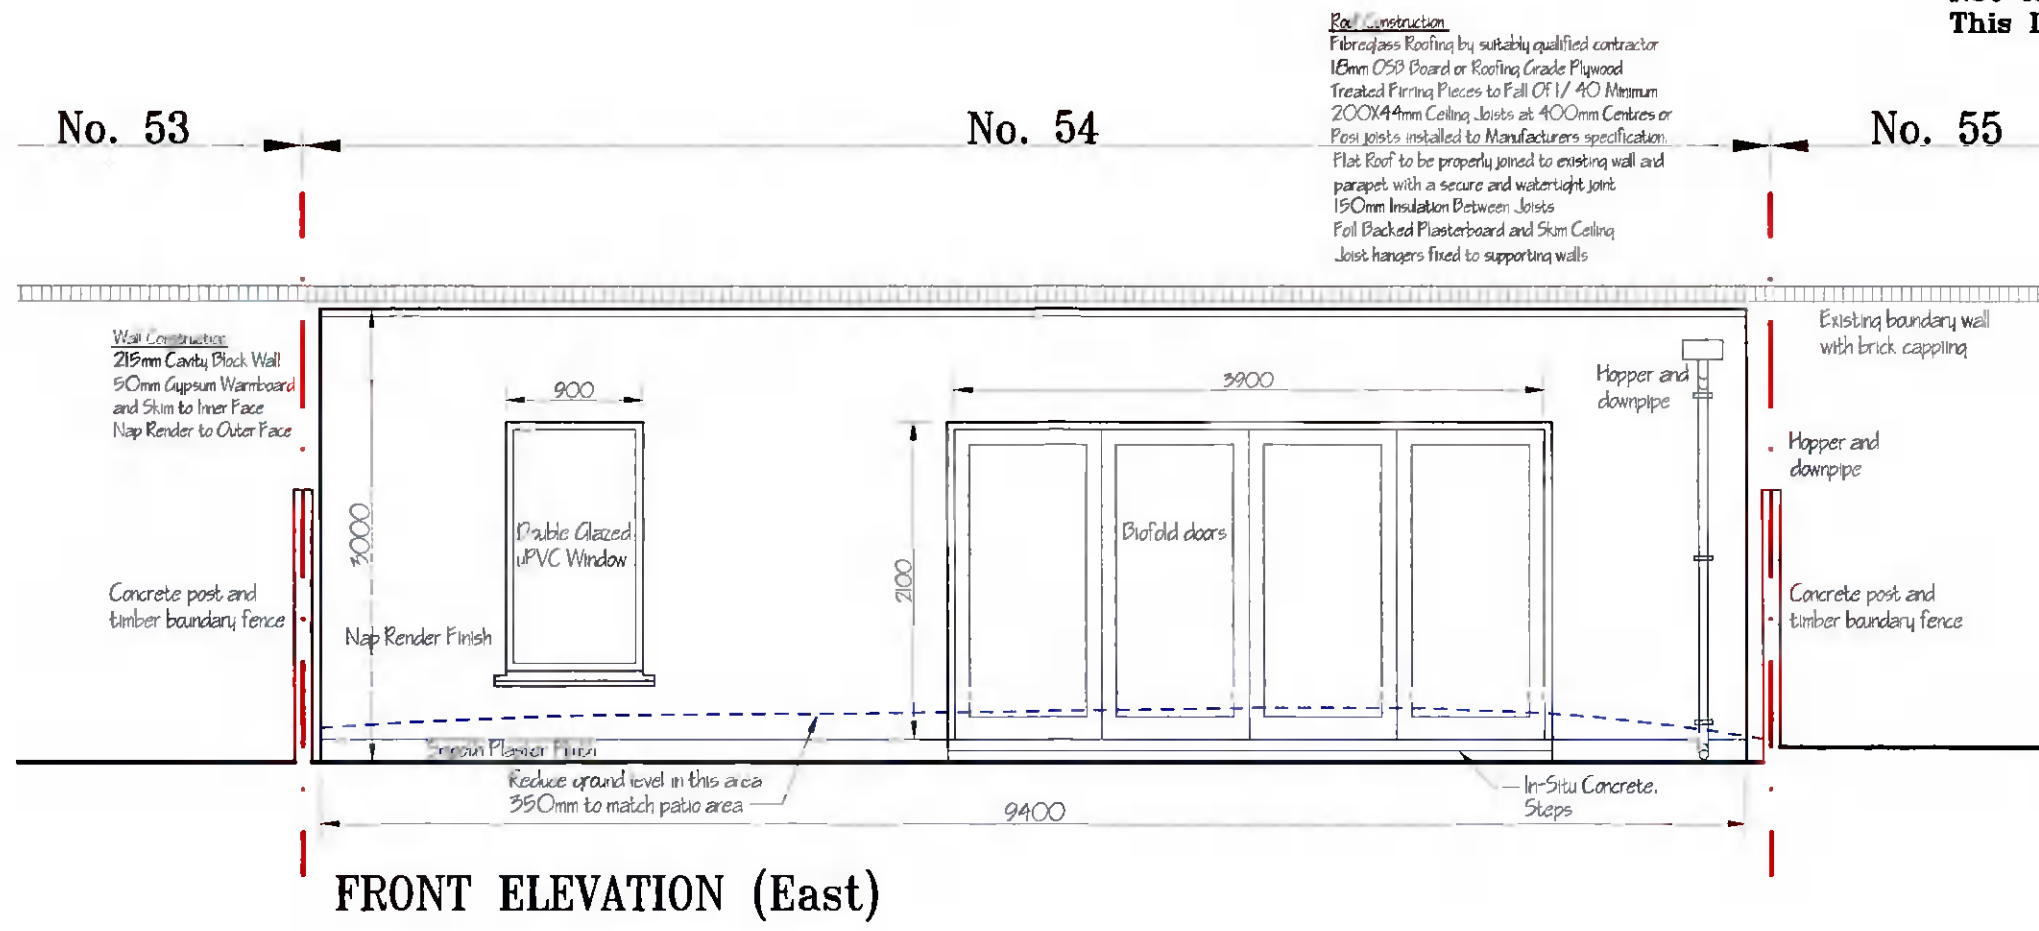 This
Roof Construction
Fibreglass Roofing by suitably qualified contractor
18mm OSB Board or Roofing Grade Plywood
Treated Firring Pieces to Fall Of 1/ 40 Minimum
200X44mm Ceiling Joists at 400mm Centres or
Posi joists installed to Manufacturers specification.
Flat Roof to be properly joined to existing wall and
parapet with a secure and watertight joint
150mm Insulation Between Joists
Foil Backed Plasterboard and Skim Ceiling
Joist hangers fixed to supporting walls
No. 53
No. 54
No. 55
Wall Construction
215mm Cavity Block Wall
50mm Gypsum Warmboard
and Skim to Inner Face
Nap Render to Outer Face
Existing boundary wall
with brick cappling
900
3900
Hopper and
downpipe
Hopper and
downpipe
3000
Double Glazed
uPVC Window
2100
Biofold doors
Concrete post and
timber boundary fence
Nap Render Finish
Concrete post and
timber boundary fence
Plaster Finish
Reduce ground level in this area
350mm to match patio area
In-Situ Concrete.
Steps
9400
FRONT ELEVATION (East)